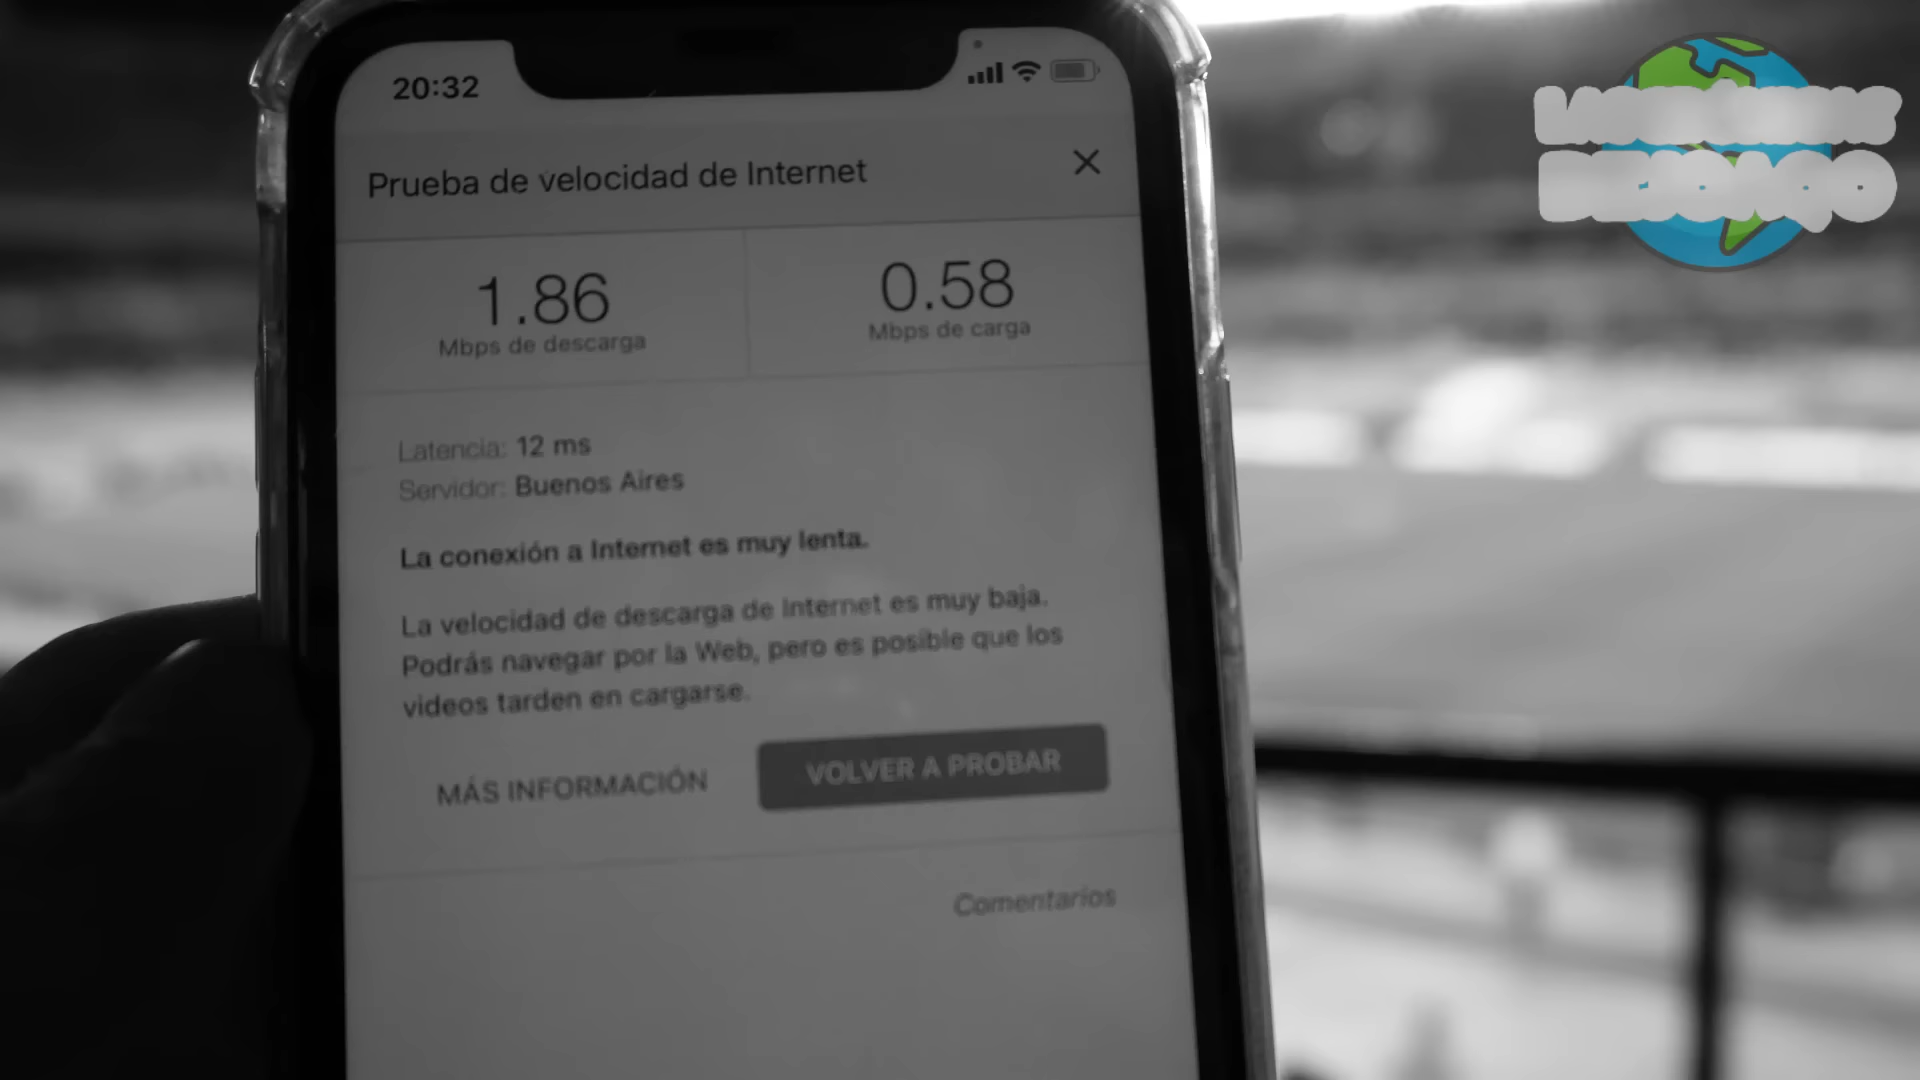 20:32
Prueba de velocidad de Internet
1.86
Mbps de descarga
0.58
Mbps de carga
Latencia: 12 ms
Servidor: Buenos Aires
La conexión a Internet es muy lenta.
La velocidad de descarga de Internet es muy baja.
Podrás navegar por la Web, pero es posible que los
videos tarden en cargarse.
MÁS INFORMACIÓN
VOLVER A PROBAR
Comentarios